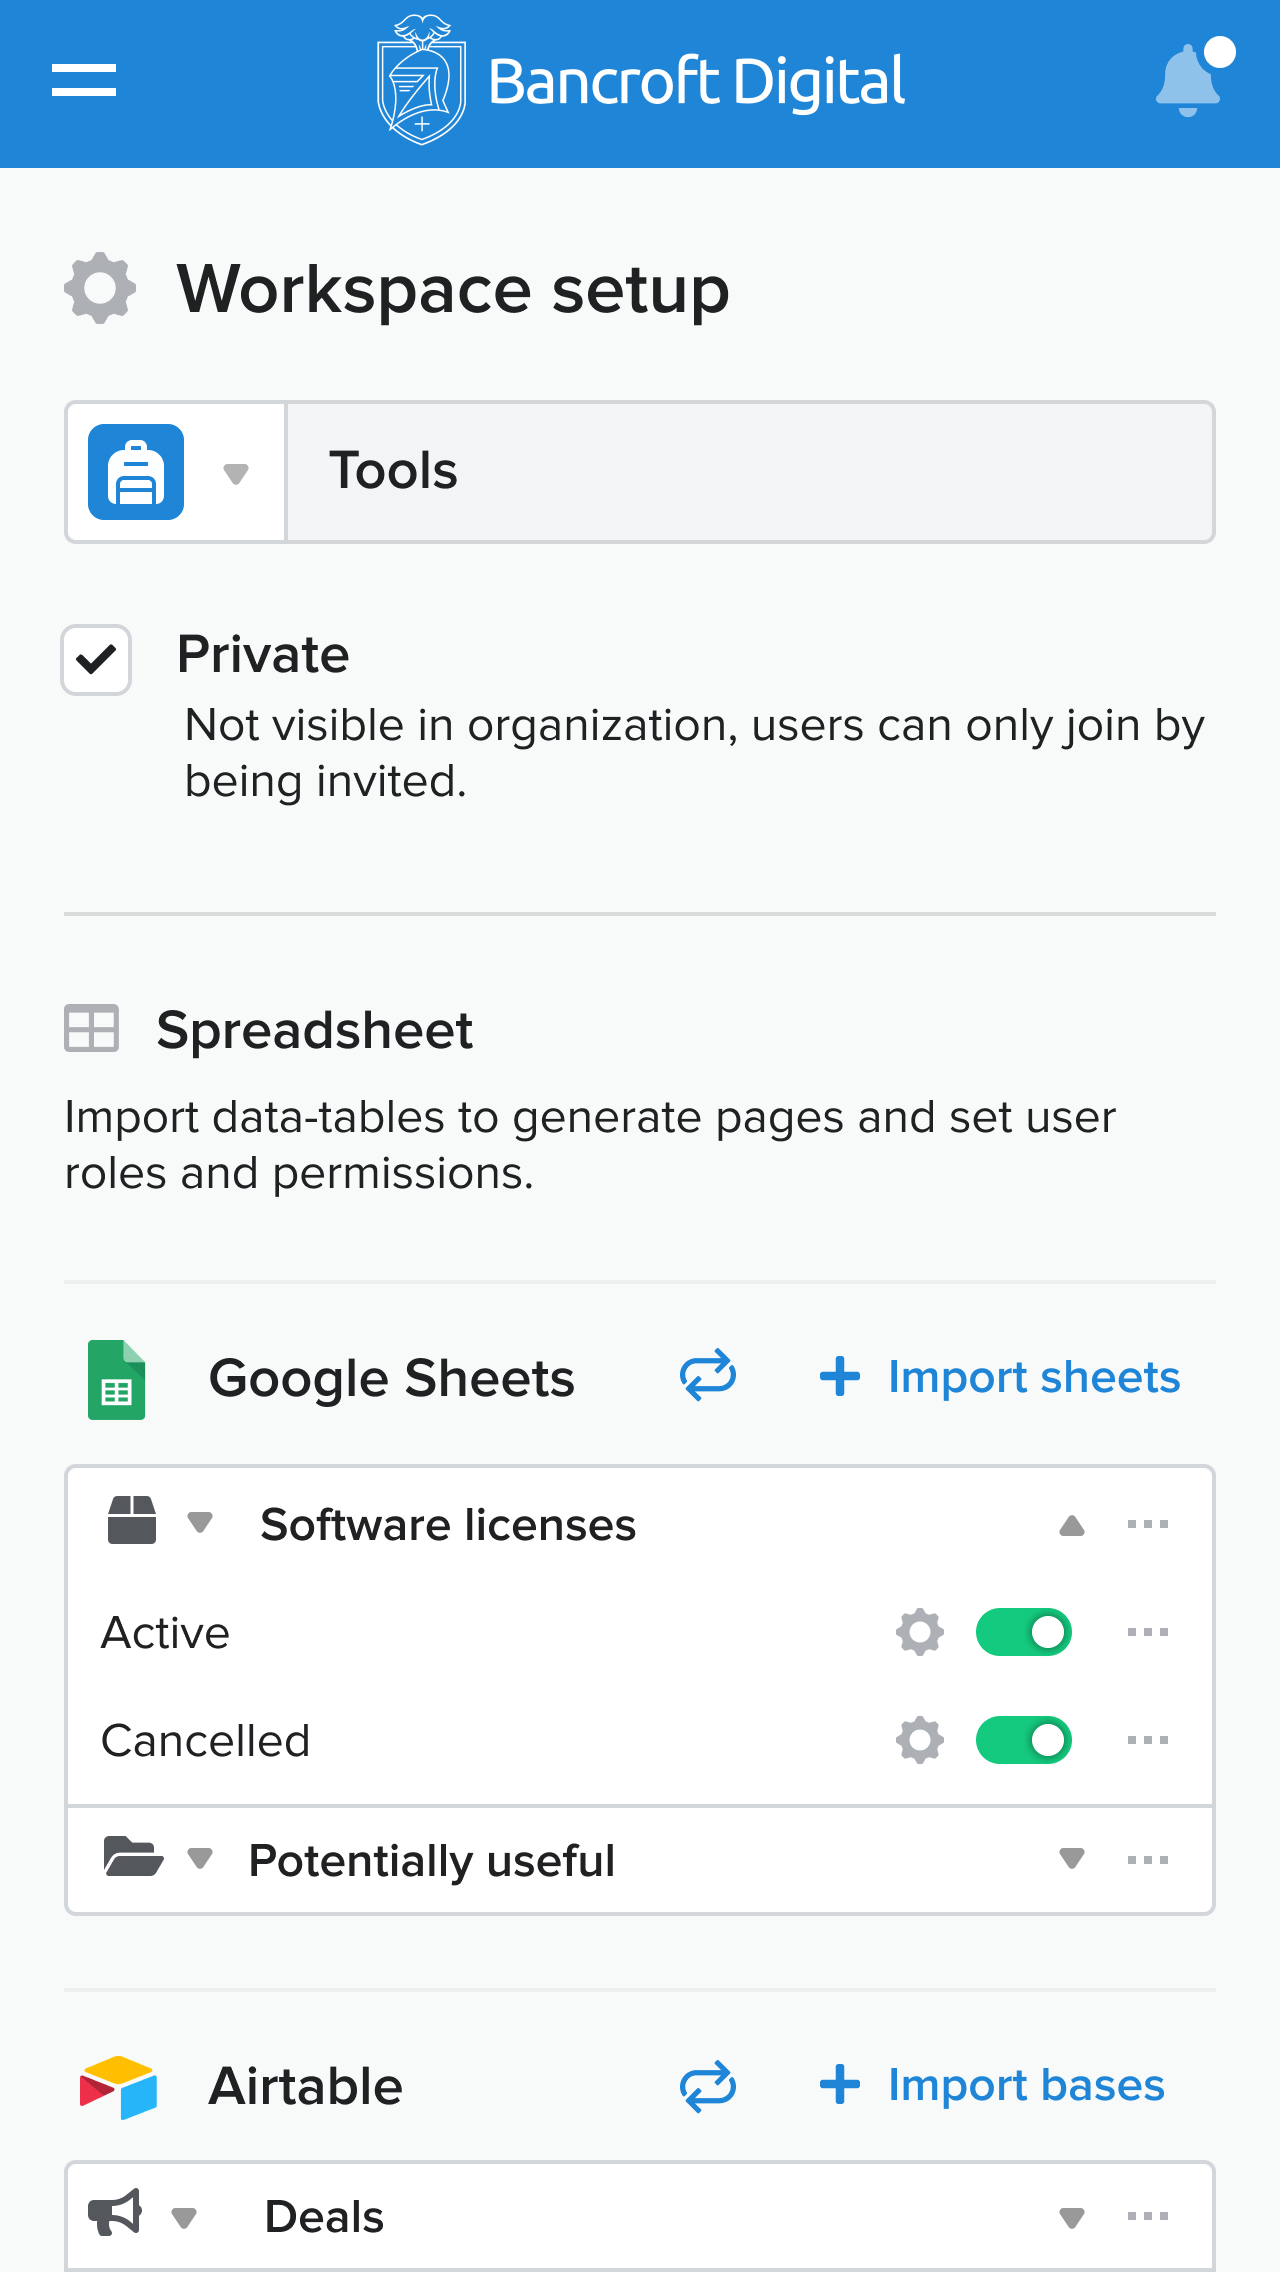 Bancroft Digital
Workspace setup
Tools
Private
Not visible in organization, users can only join by
being invited.
Spreadsheet
Import data-tables to generate pages and set user
roles and permissions.
Google Sheets
Import sheets
Software licenses
Active
Cancelled
Potentially useful
Airtable
Import bases
Deals